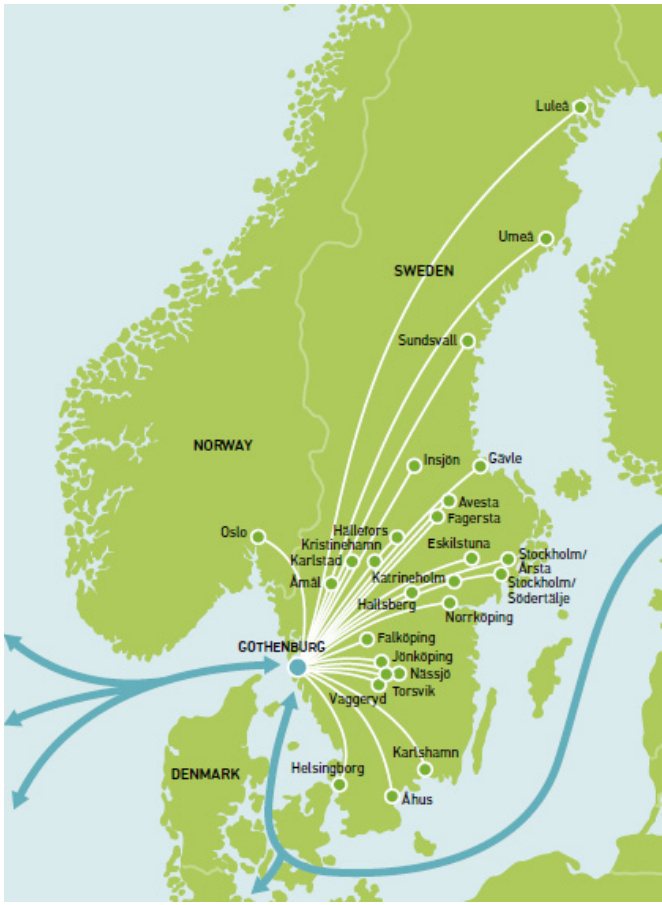 Luleå
Umeå
SWEDEN
Sundsvall
NORWAY
Insjön
Gävle
Avesta
Fagersta
Hällefors
Oslo
Kristinehamn
Karlstad
Eskilstuna
Stockholm/
Årsta
Åmål
Katrineholm
Stockholm/
Södertälje
Hallsberg
Norrköping
Falköping
GOTHENBURG
Jönköping
Nässjö
Torsvik
Vaggeryd
Karlshamn
Helsingborg
DENMARK
Åhus